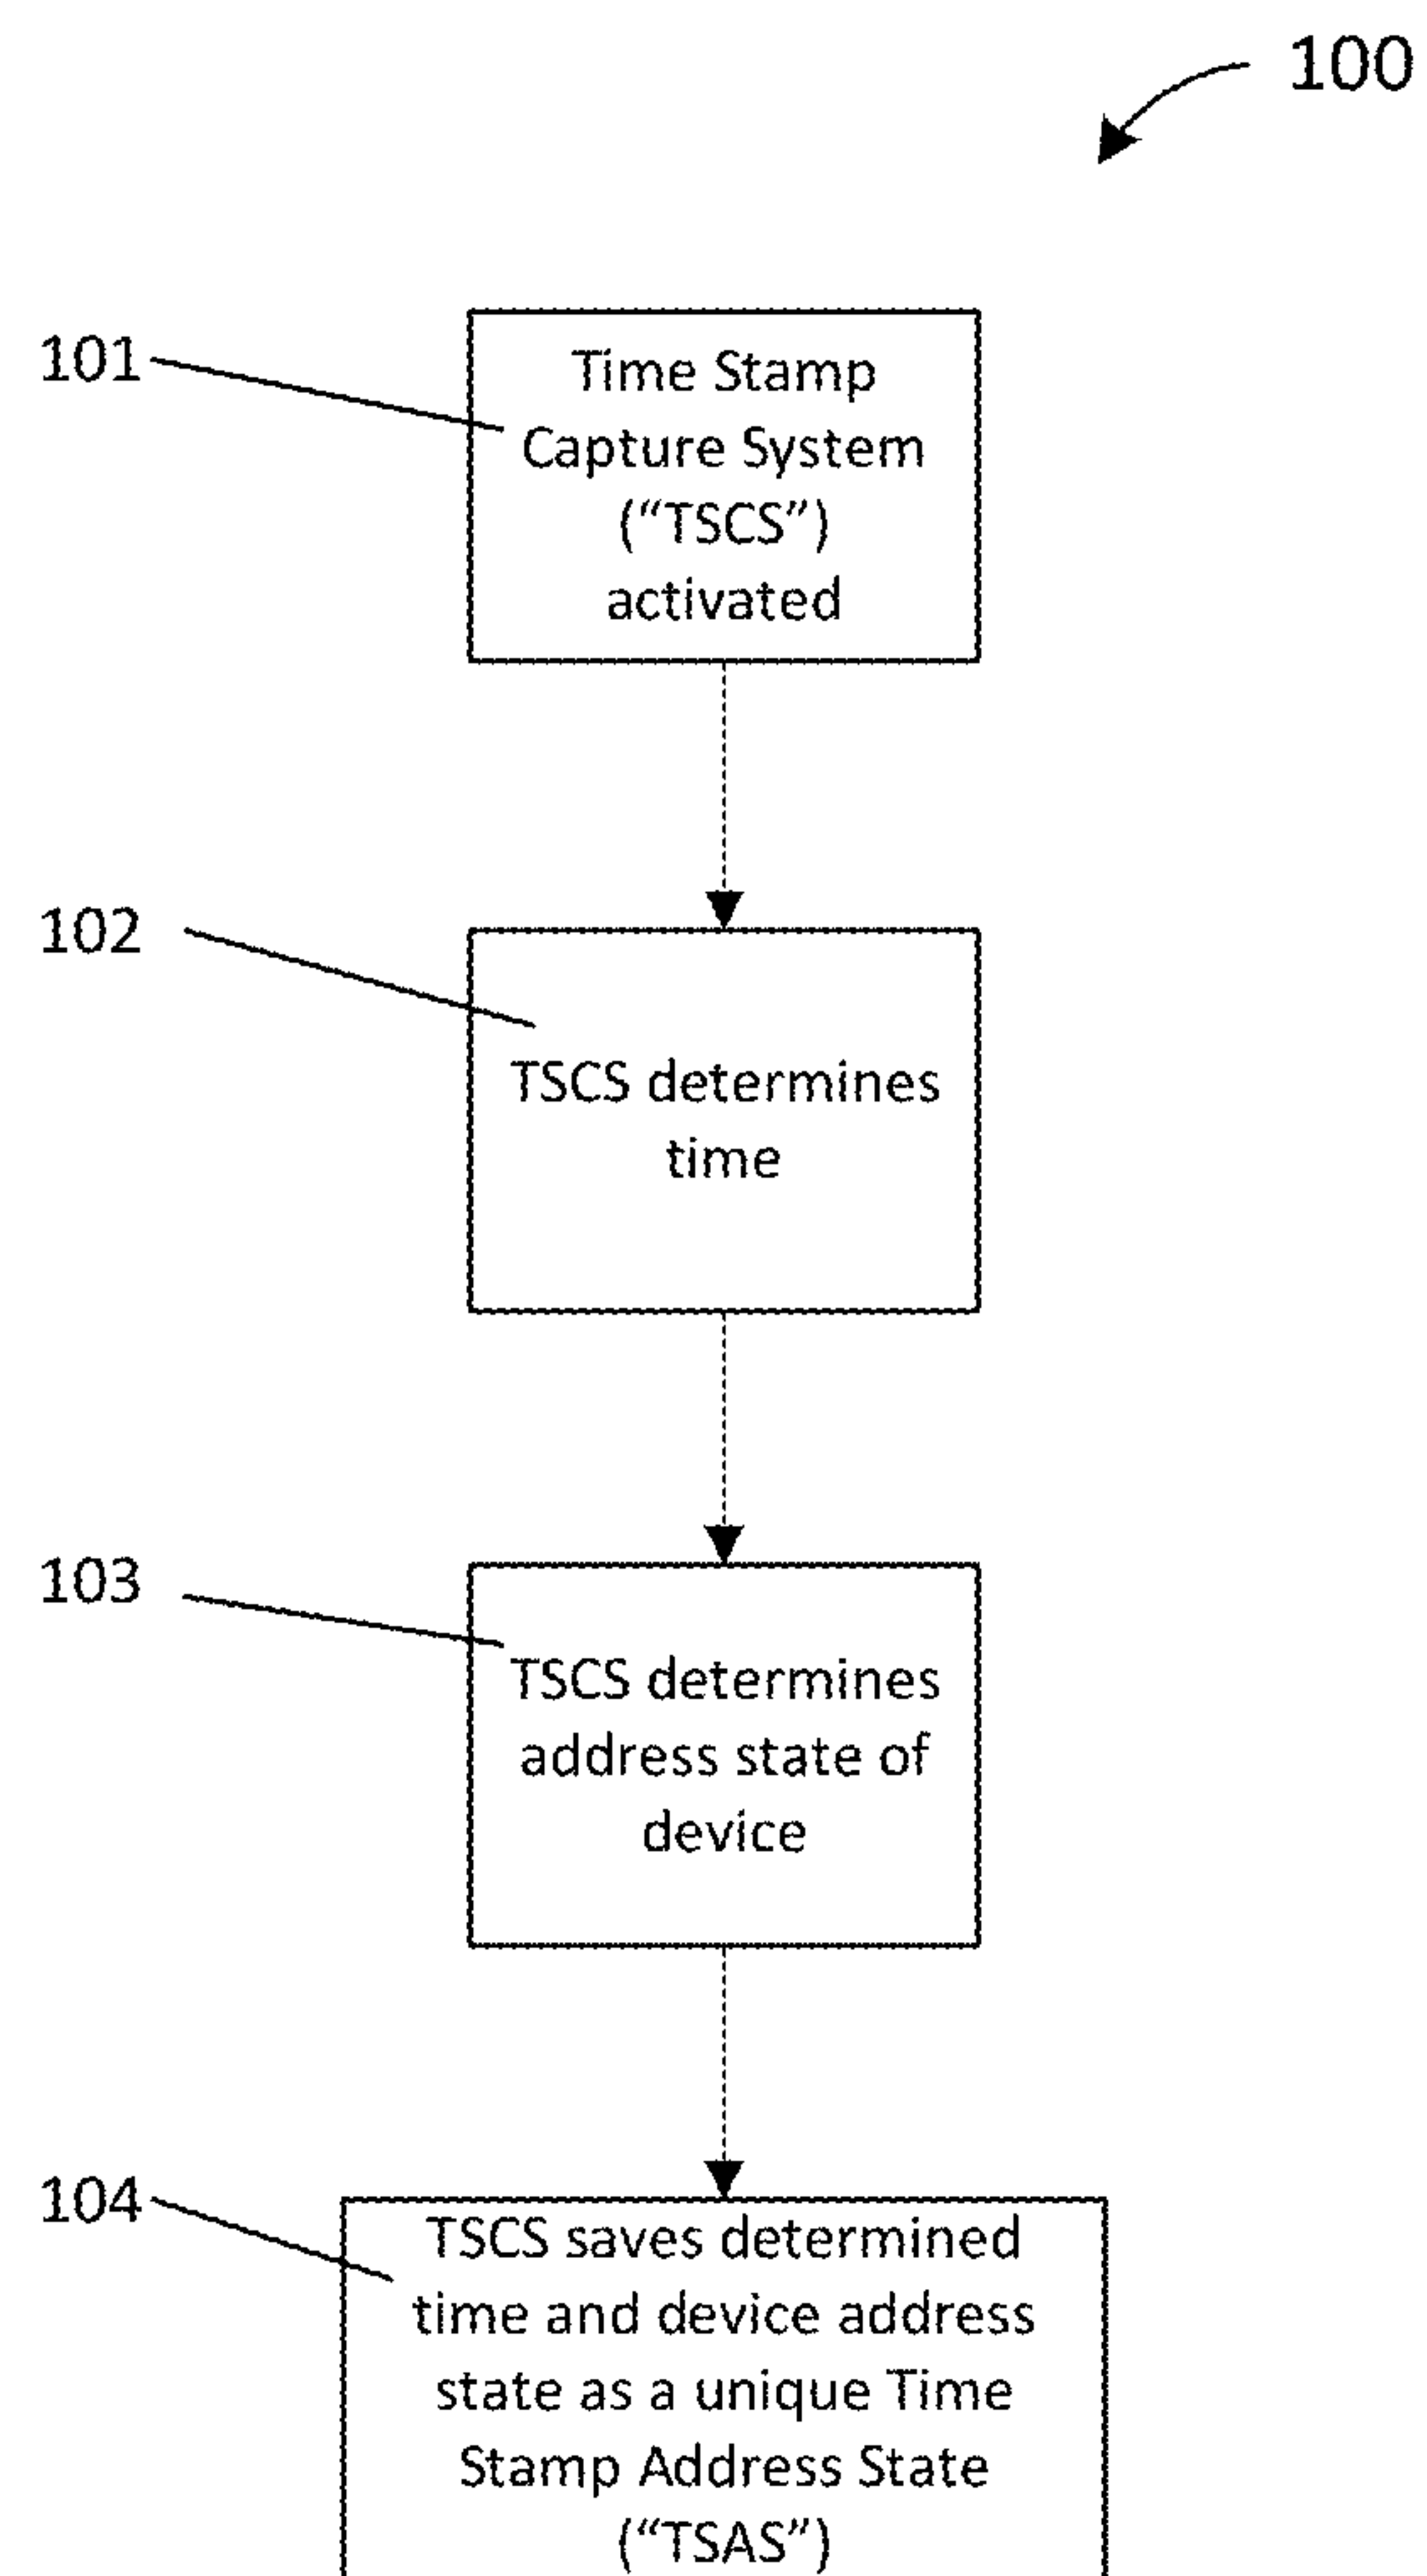 100
101
Time Stamp
Capture System
(“TSCS”)
activated
102
TSCS determines
time
103
TSCS determines
address state of
device
104
TSCS saves determined
time and device address
state as a unique Time
Stamp Address State
(“TSAS”)